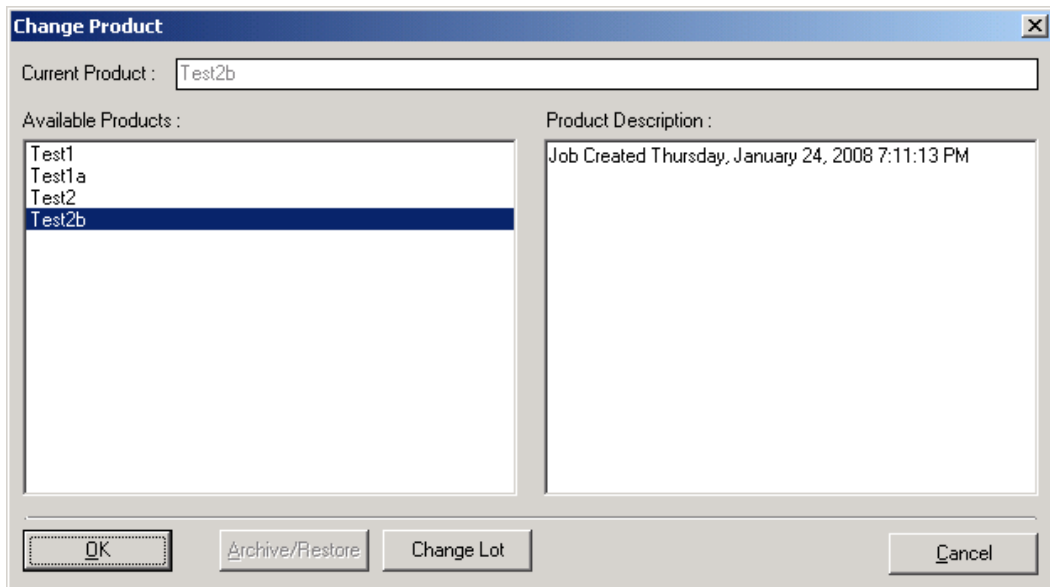 Change Product
Current Product : Test2b
Available Products :
Test1
Test1a
Test2
Test2b
Product Description :
Job Created Thursday, January 24, 2008 7:11:13 PM
OK
Archive/Restore
Change Lot
Cancel